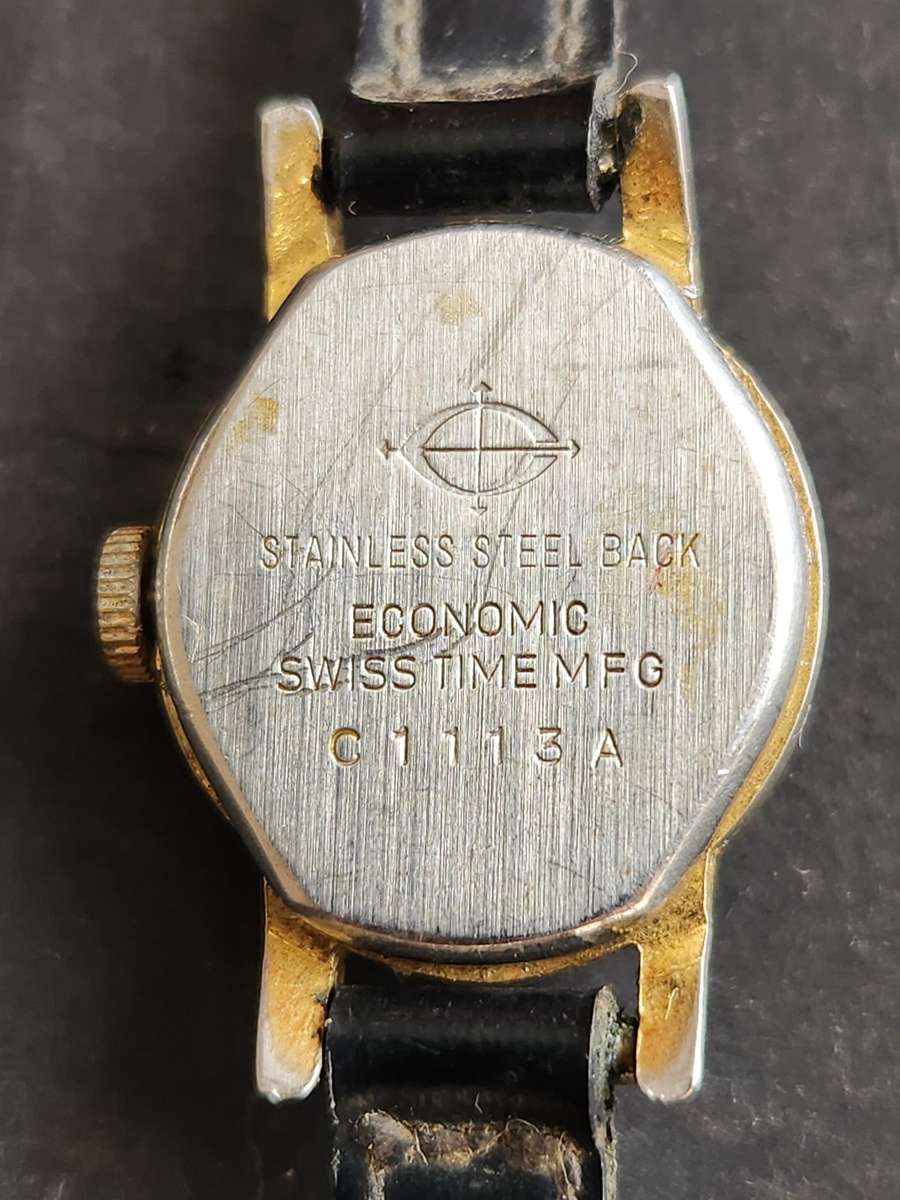 STAINLESS STEEL BACK
ECONOMIC
SWISS TIME MFG
C1113A